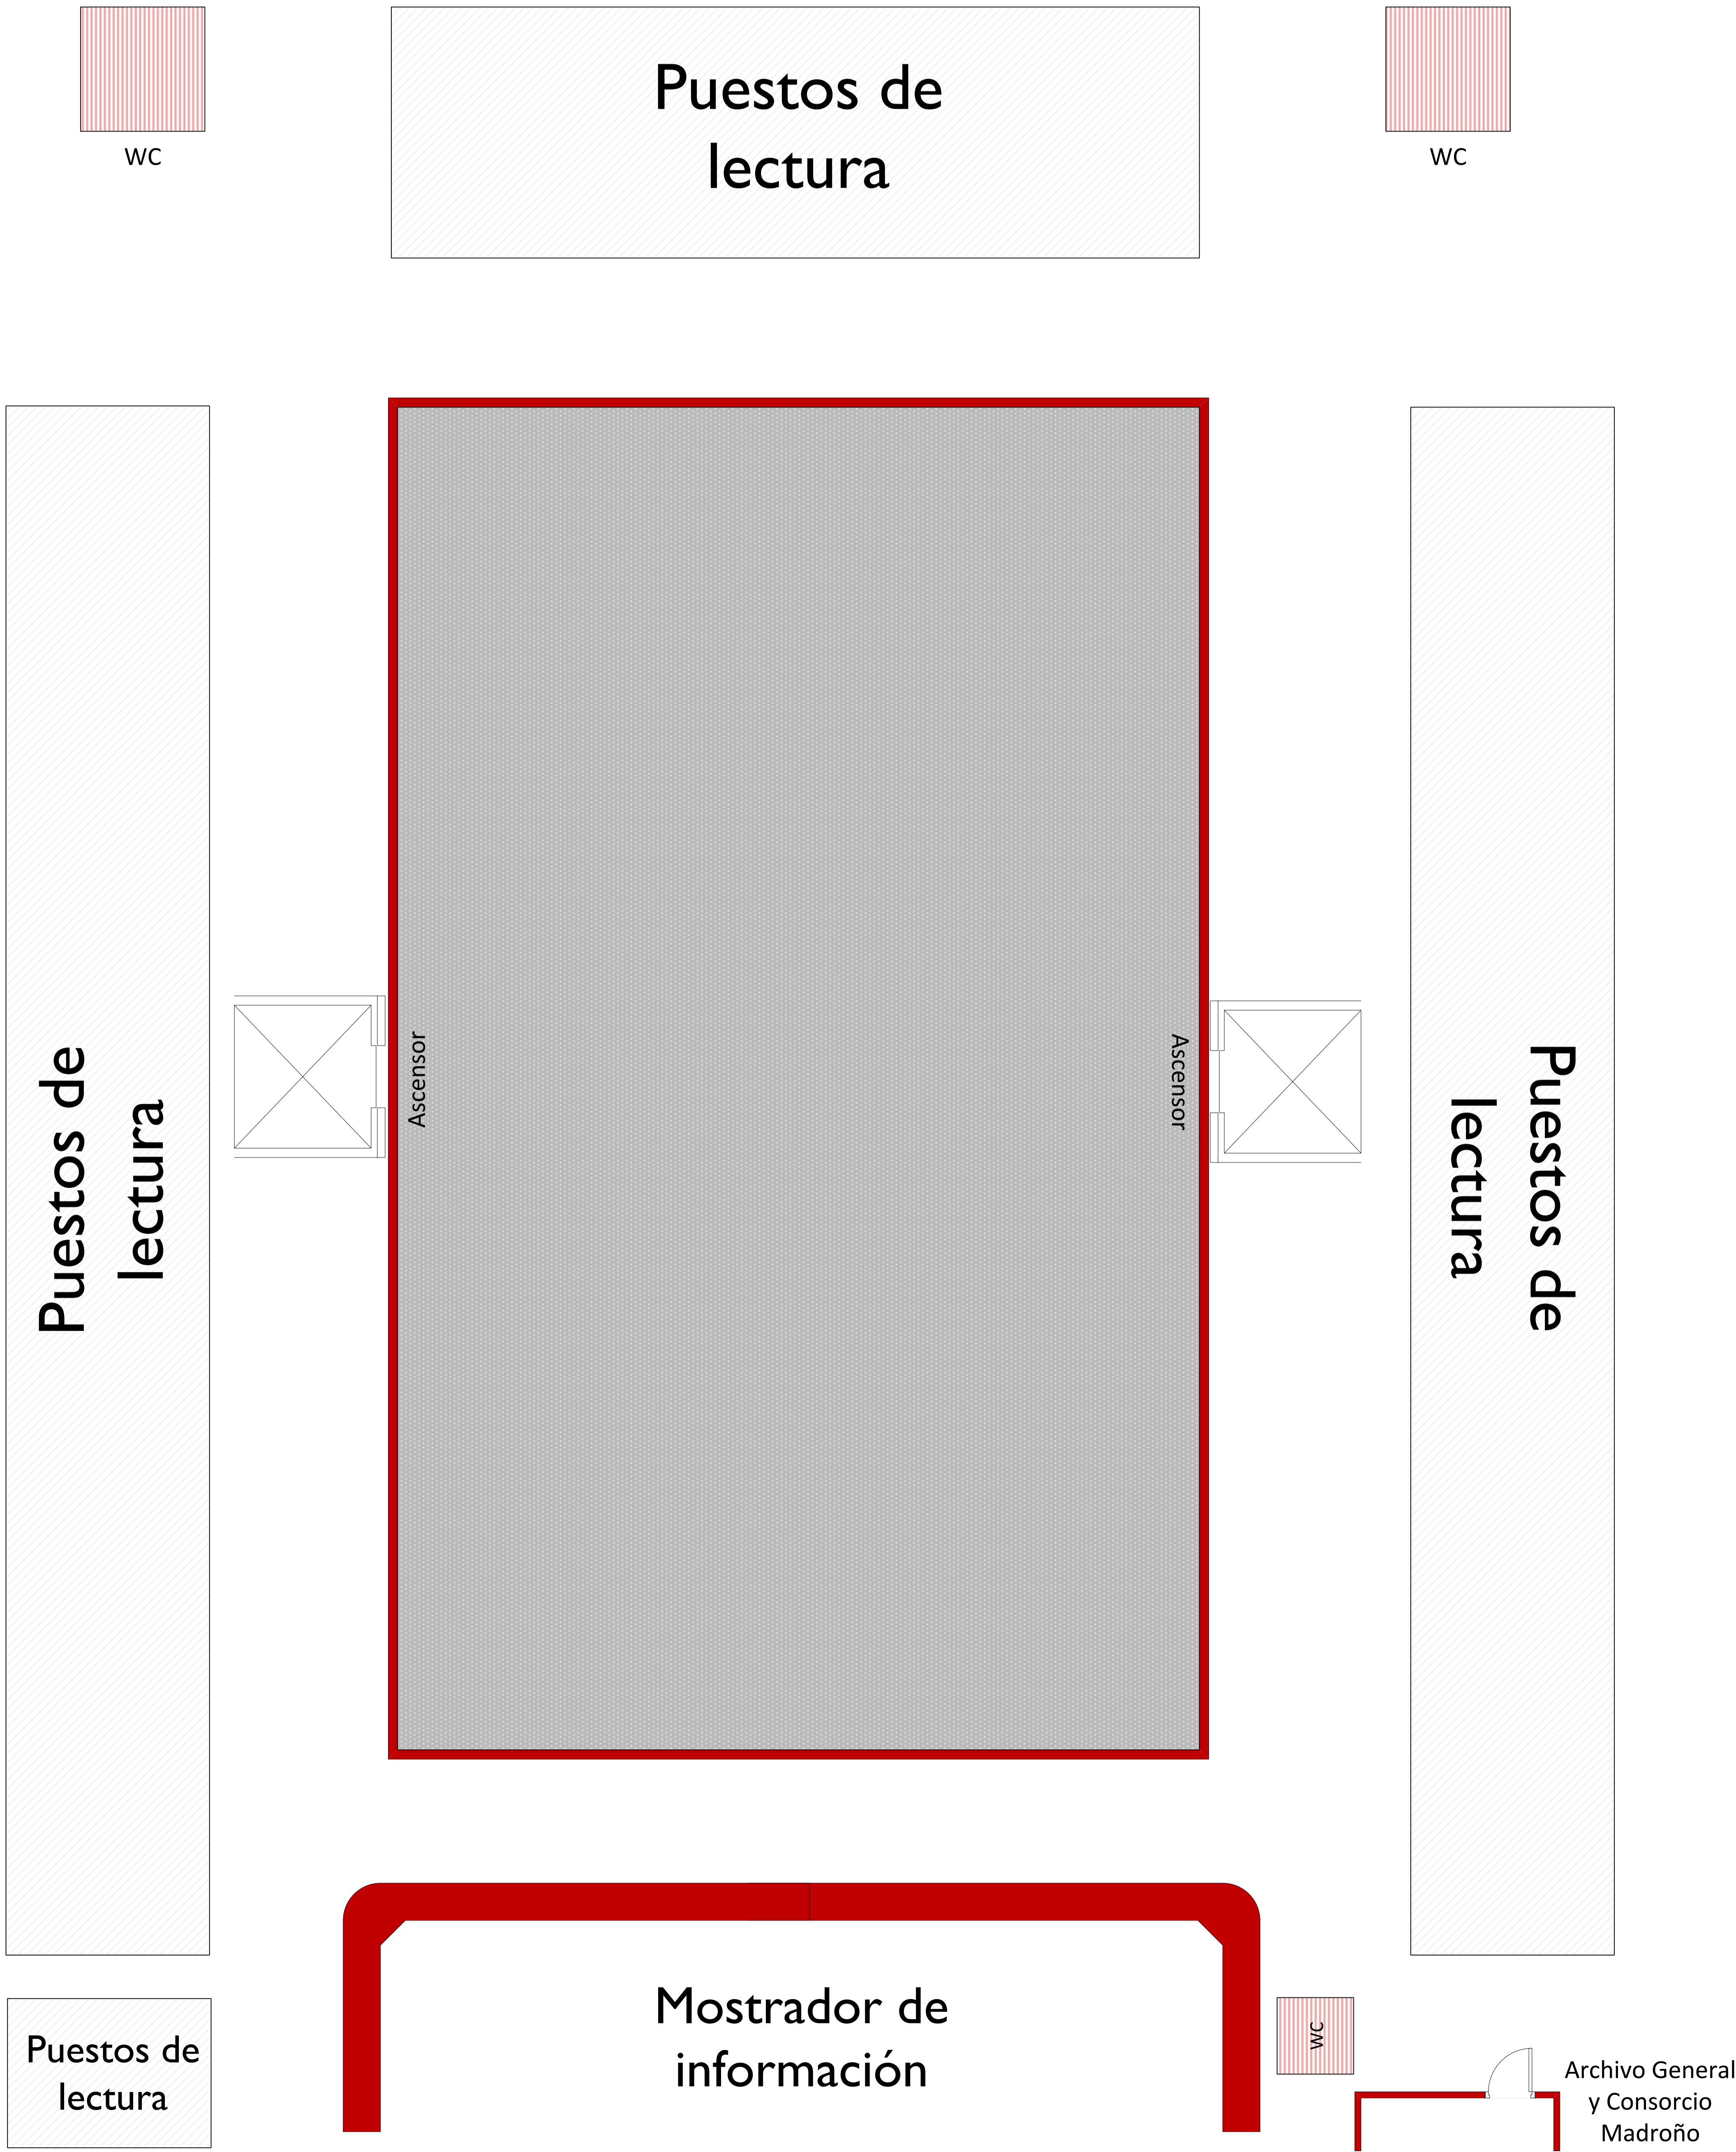 WC
Puestos de
lectura
WC
Puestos de
lectura
Ascensor
Ascensor
Puestos de
lectura
Mostrador de
información
Puestos de
lectura
WC
Archivo General
y Consorcio
Madroño